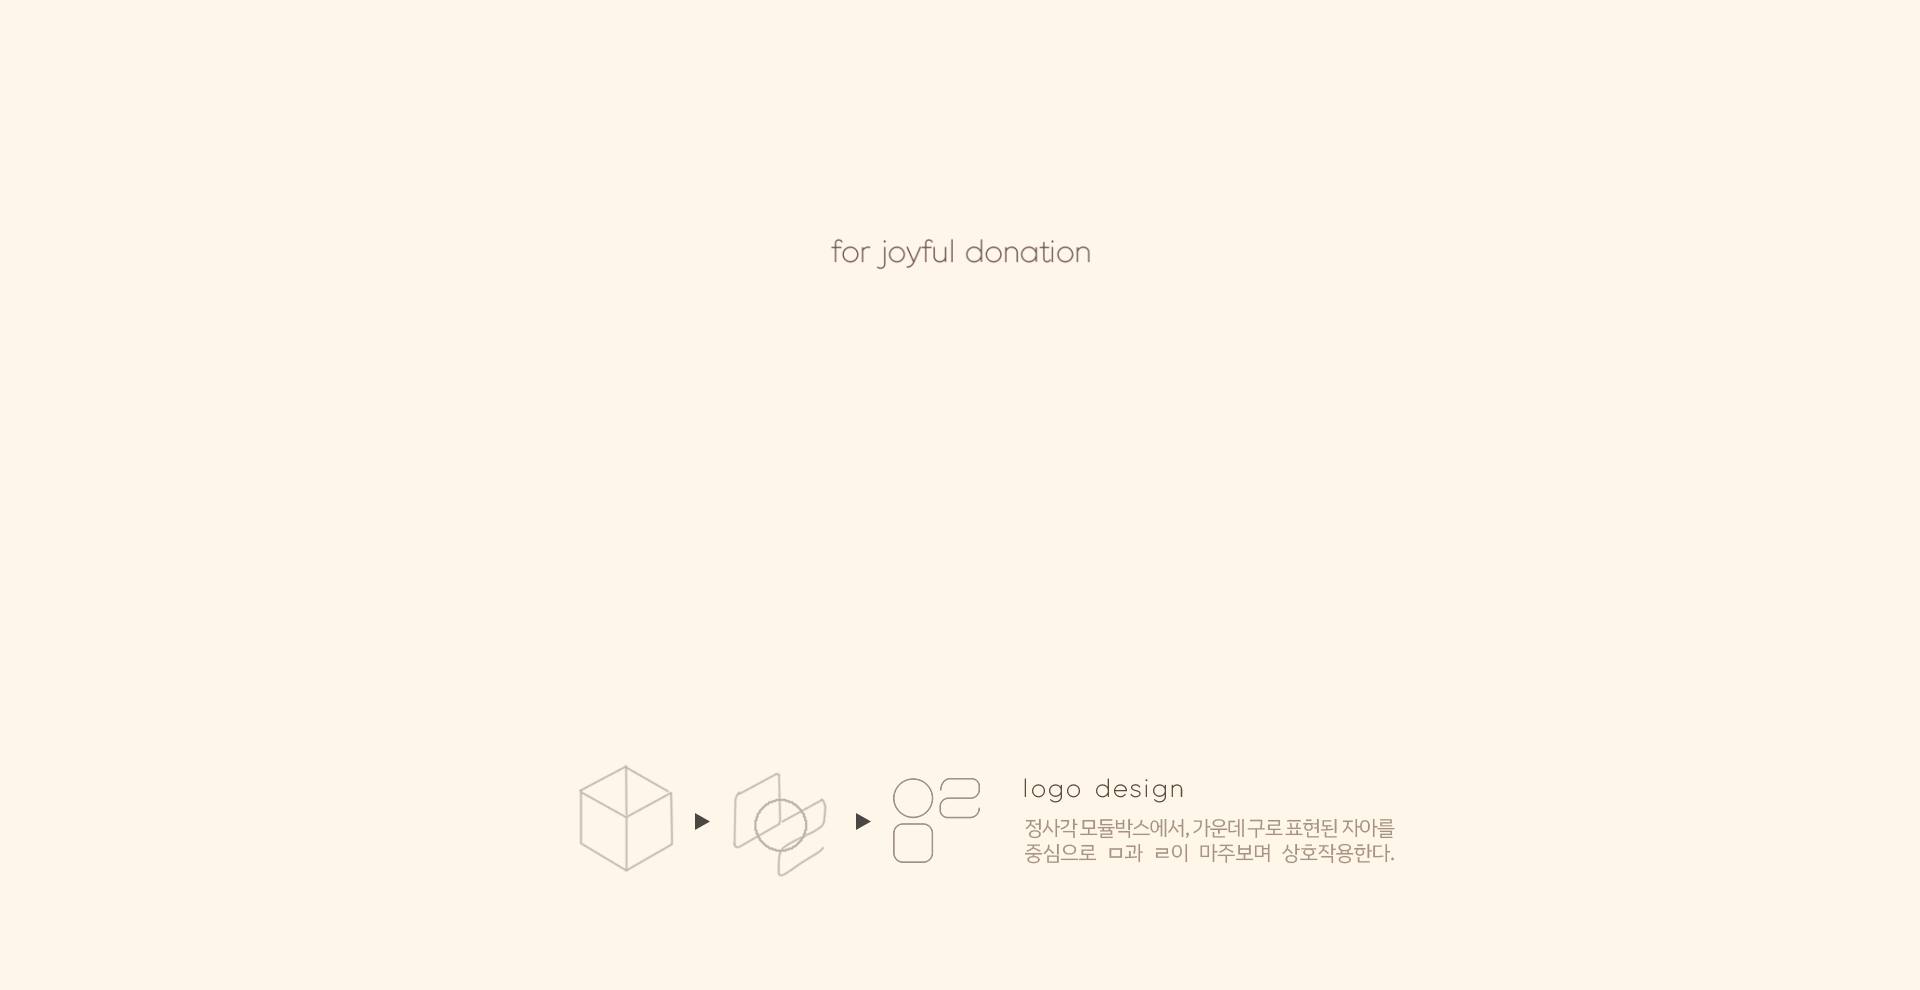 for joyful donation
logo design
정사각 모듈박스에서, 가운데 구로 표현된 자아를
중심으로 ㅁ과 ㄹ이 마주보며 상호작용한다.